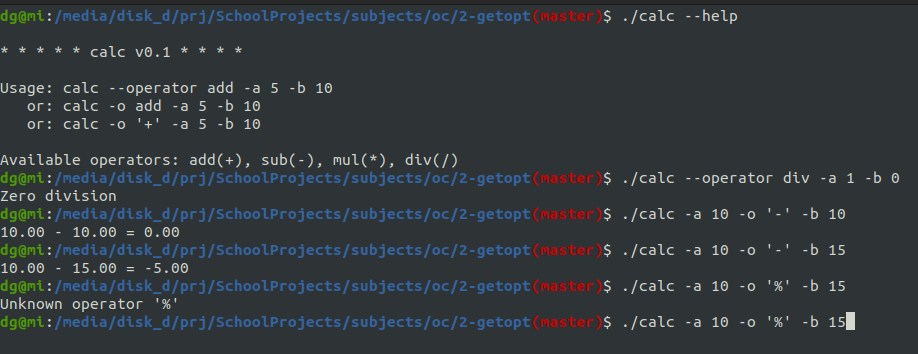 dg@mi:/media/disk_d/prj/SchoolProjects/subjects/oc/2-getopt(master)$ ./calc --help

* * * * * calc v0.1 * * * *

Usage: calc --operator add -a 5 -b 10
   or: calc -o add -a 5 -b 10
   or: calc -o '+' -a 5 -b 10

Available operators: add(+), sub(-), mul(*), div(/)
dg@mi:/media/disk_d/prj/SchoolProjects/subjects/oc/2-getopt(master)$ ./calc --operator div -a 1 -b 0
Zero division
dg@mi:/media/disk_d/prj/SchoolProjects/subjects/oc/2-getopt(master)$ ./calc -a 10 -o '-' -b 10
10.00 - 10.00 = 0.00
dg@mi:/media/disk_d/prj/SchoolProjects/subjects/oc/2-getopt(master)$ ./calc -a 10 -o '-' -b 15
10.00 - 15.00 = -5.00
dg@mi:/media/disk_d/prj/SchoolProjects/subjects/oc/2-getopt(master)$ ./calc -a 10 -o '%' -b 15
Unknown operator '%'
dg@mi:/media/disk_d/prj/SchoolProjects/subjects/oc/2-getopt(master)$ ./calc -a 10 -o '%' -b 15